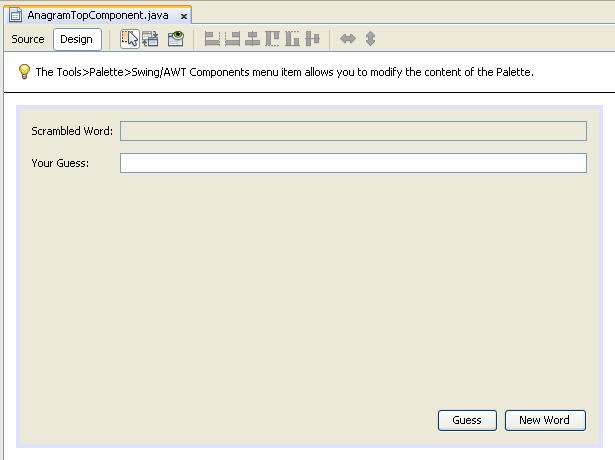 AnagramTopComponent.java x
Source Design
The Tools>Palette>Swing/AWT Components menu item allows you to modify the content of the Palette.
Scrambled Word:
Your Guess:
Guess New Word